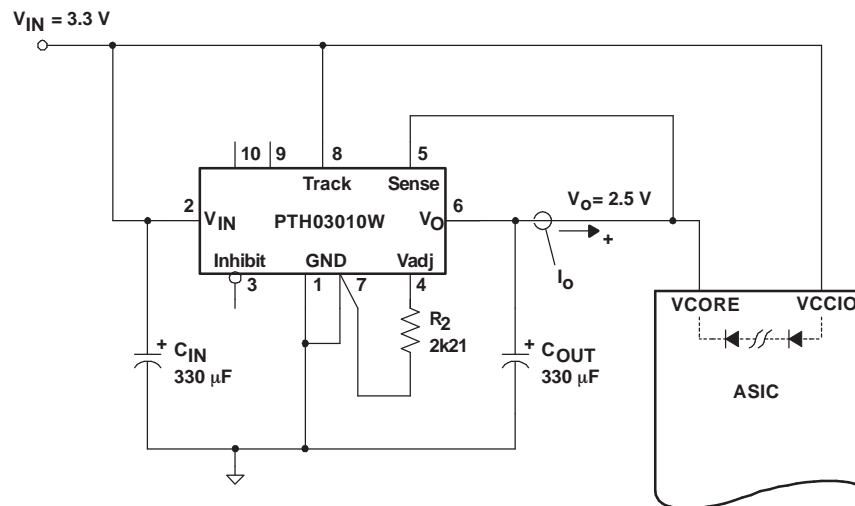 VIN = 3.3 V
10 9 8 5
Track Sense
2 VIN PTH03010W VO 6
VO = 2.5 V
Inhibit GND Vadj
3 1 7 4
+
IO
R2
2k21
VCORE VCCIO
+ CIN
330 µF
+ COUT
330 µF
ASIC